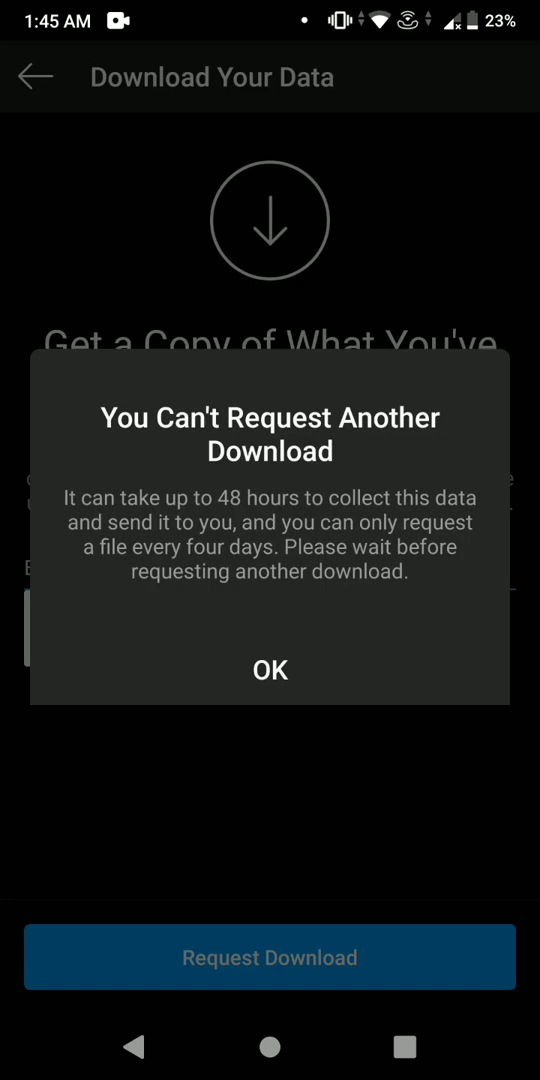 1:45 AM
23%
Download Your Data
Get a Copy of What You've
You Can't Request Another
Download
It can take up to 48 hours to collect this data
and send it to you, and you can only request
a file every four days. Please wait before
requesting another download.
OK
Request Download